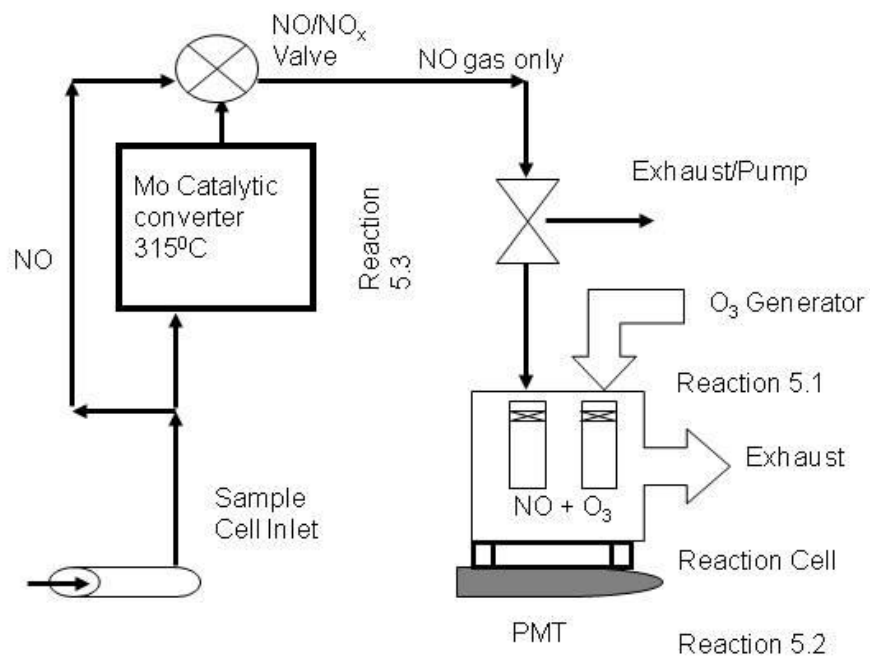 NO/NOₓ
Valve
NO gas only
Mo Catalytic
converter
315⁰C
Exhaust/Pump
NO
Reaction
5.3
O₃ Generator
Reaction 5.1
Exhaust
Sample
Cell Inlet
NO + O₃
Reaction Cell
PMT
Reaction 5.2